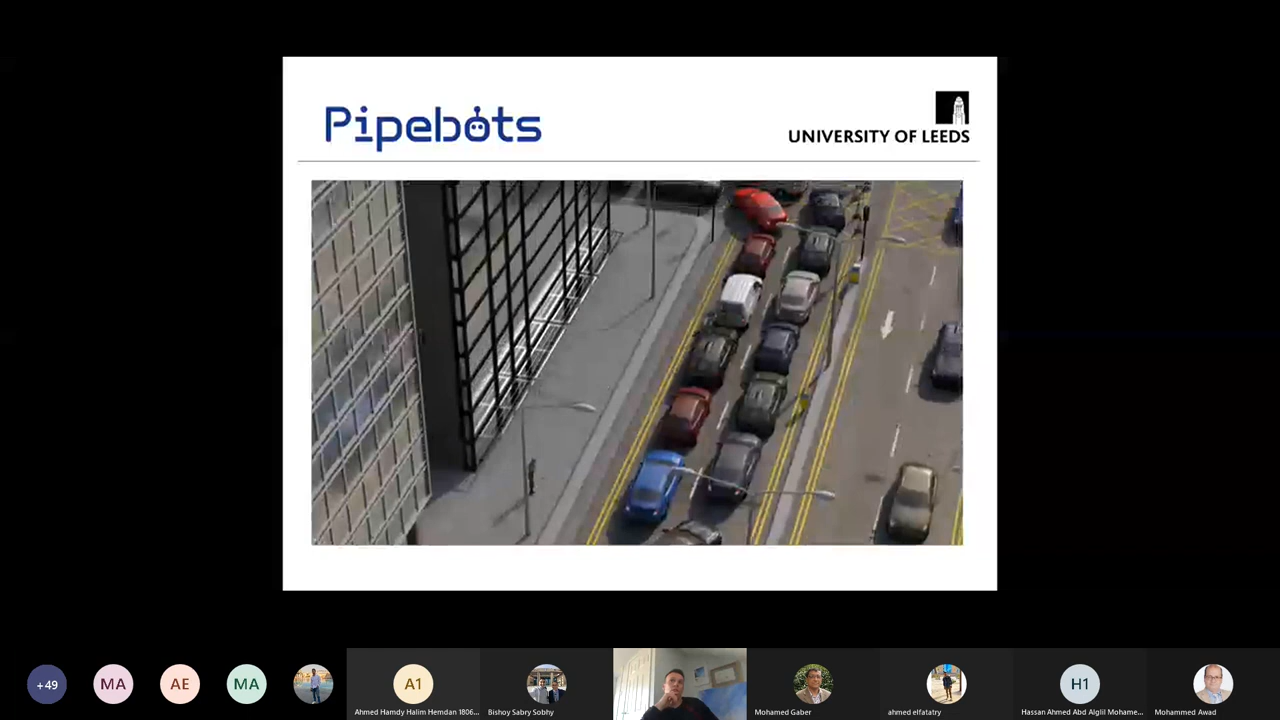 Pipebots
UNIVERSITY OF LEEDS
+49
MA
AE
MA
A1
H1
Ahmed Hamdy Halim Hemdan 1806...
Bishoy Sabry Sobhy
Mohamed Gaber
ahmed elfatatry
Hassan Ahmed Abd Alglil Mohame...
Mohammed Awad